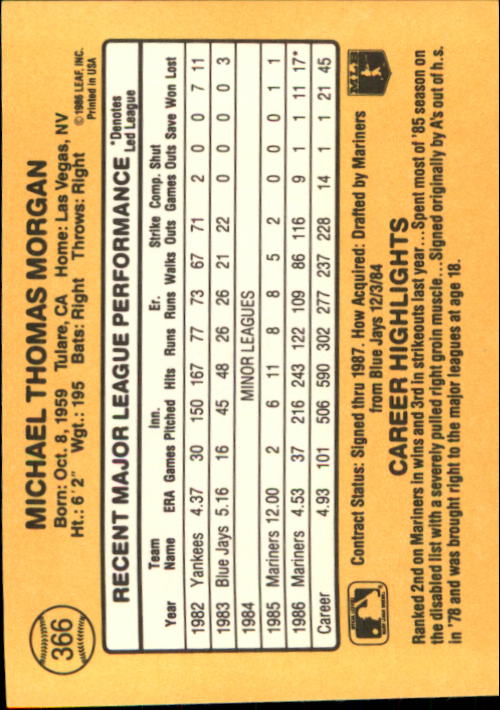 366
MICHAEL THOMAS MORGAN
Born: Oct. 8, 1959 Tulare, CA Home: Las Vegas, NV
Ht.: 6' 2" Wgt.: 195 Bats: Right Throws: Right
© 1986 LEAF, INC.
Printed in USA
RECENT MAJOR LEAGUE PERFORMANCE
*Denotes
Led League
Team Inn. Er. Strike Comp. Shut
Year Name ERA Games Pitched Hits Runs Runs Walks Outs Games Outs Save Won Lost
1982 Yankees 4.37 30 150 167 77 73 67 71 2 0 0 7 11
1983 Blue Jays 5.16 16 45 48 26 26 21 22 0 0 0 0 3
1984 MINOR LEAGUES
1985 Mariners 12.00 2 6 11 8 8 5 2 0 0 0 1 1
1986 Mariners 4.53 37 216 243 122 109 86 116 9 1 1 11 17*
Career 4.93 101 506 590 302 277 237 228 14 1 1 21 45
Contract Status: Signed thru 1987. How Acquired: Drafted by Mariners
from Blue Jays 12/3/84
MLB
CAREER HIGHLIGHTS
Ranked 2nd on Mariners in wins and 3rd in strikeouts last year...Spent most of '85 season on
the disabled list with a severely pulled right groin muscle...Signed originally by A's out of h.s.
in '78 and was brought right to the major leagues at age 18.